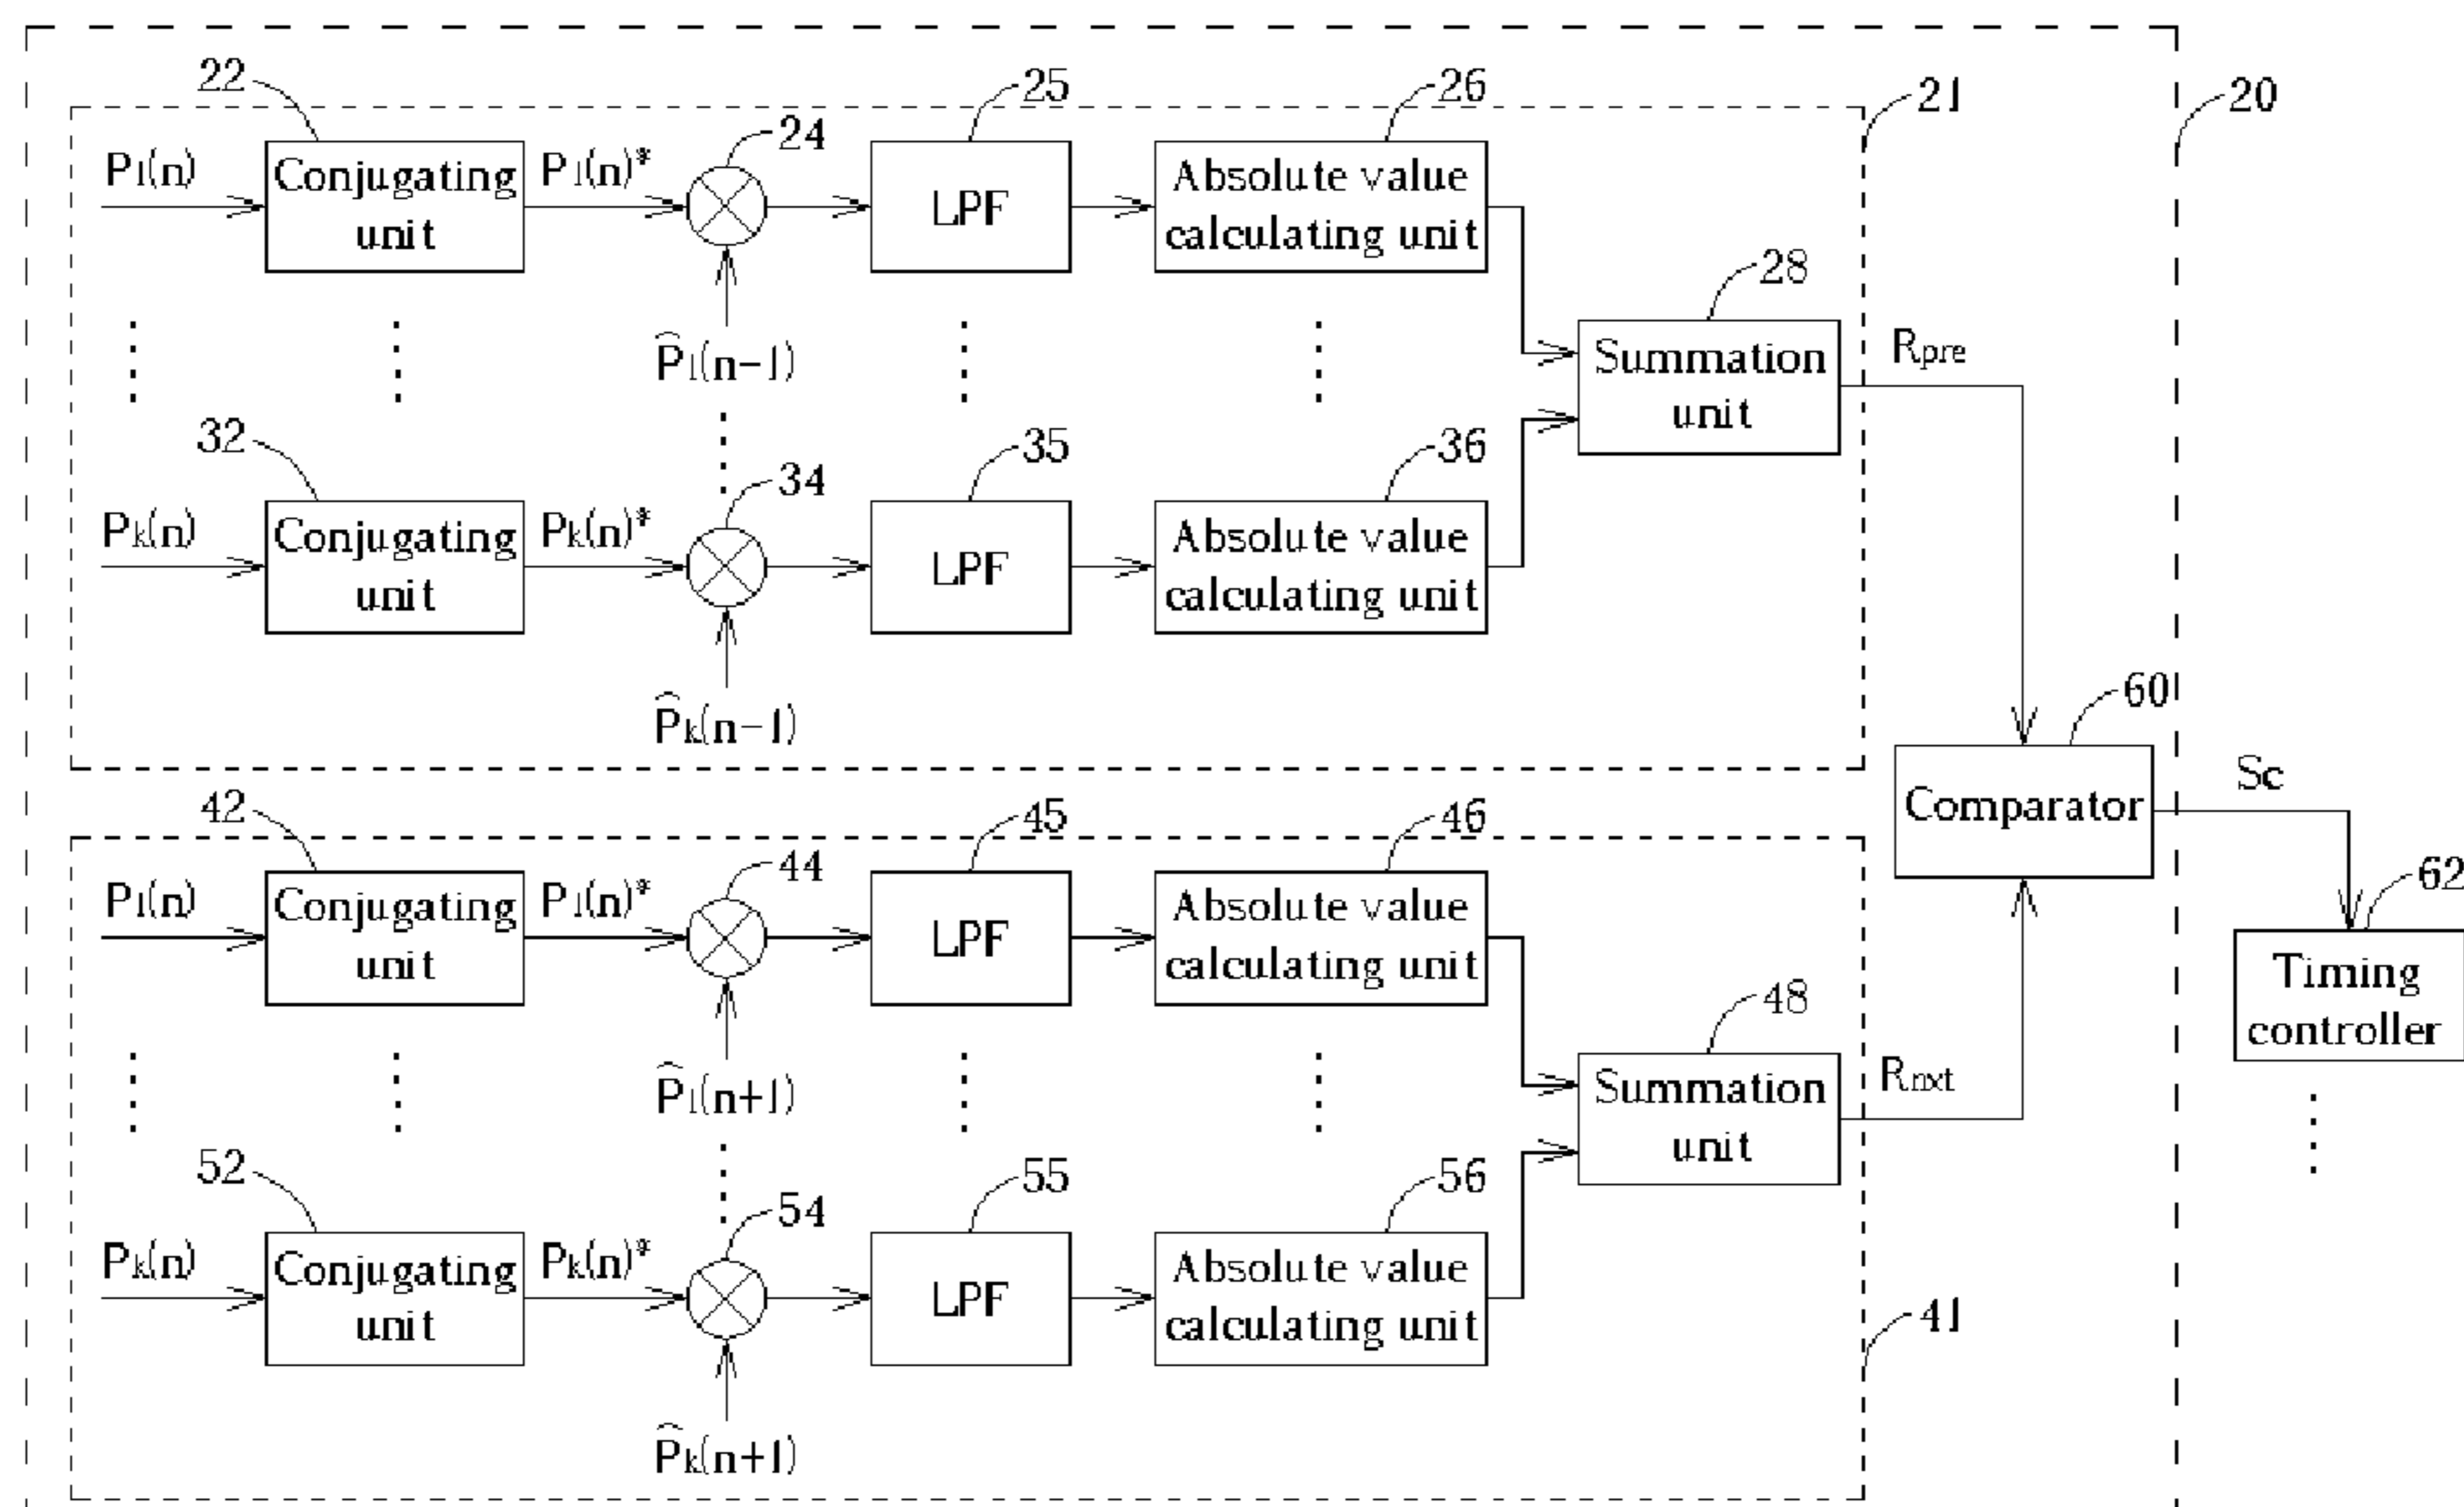 22
25
26
21
20
24
P1(n)
Conjugating
unit
P1(n)*
LPF
Absolute value
calculating unit
28
P̂1(n-1)
Summation
unit
Rpre
32
35
36
34
Pk(n)
Conjugating
unit
Pk(n)*
LPF
Absolute value
calculating unit
P̂k(n-1)
60
Comparator
Sc
42
45
46
44
62
P1(n)
Conjugating
unit
P1(n)*
LPF
Absolute value
calculating unit
Timing
controller
48
P̂1(n+1)
Summation
unit
Rnxt
52
55
56
54
Pk(n)
Conjugating
unit
Pk(n)*
LPF
Absolute value
calculating unit
41
P̂k(n+1)